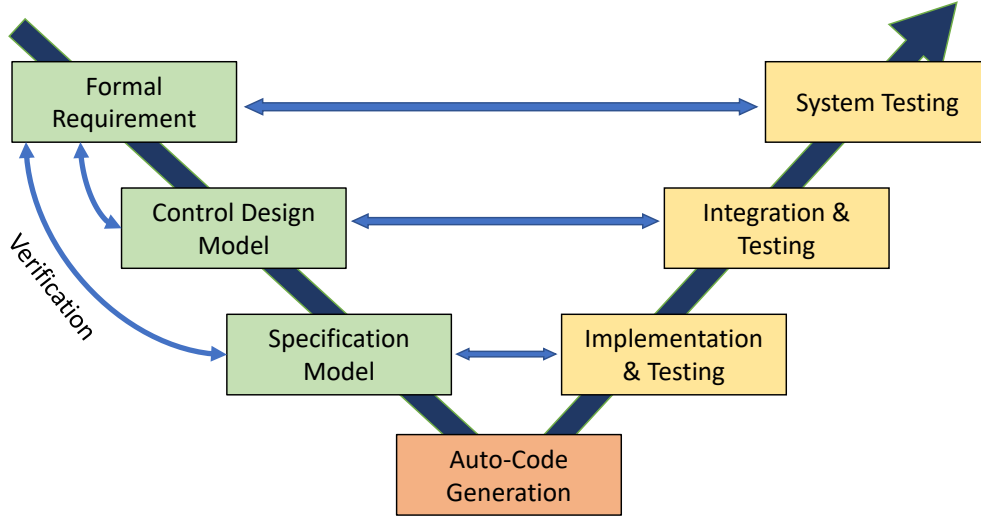 Formal
Requirement
System Testing
Control Design
Model
Integration &
Testing
Verification
Specification
Model
Implementation
& Testing
Auto-Code
Generation